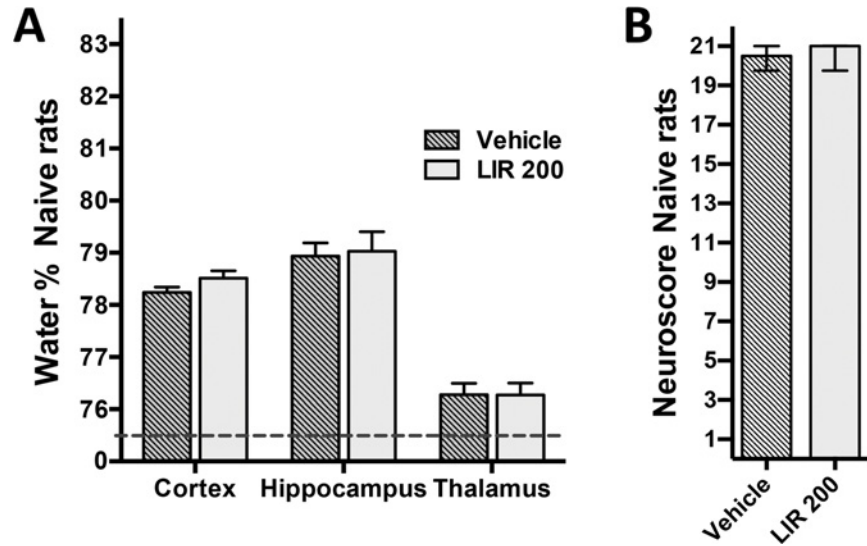 A
Water % Naive rats
83
82
81
80
79
78
77
76
0
Vehicle
LIR 200
Cortex Hippocampus Thalamus
B
Neuroscore Naive rats
21
19
17
15
13
11
9
7
5
3
1
Vehicle
LIR 200